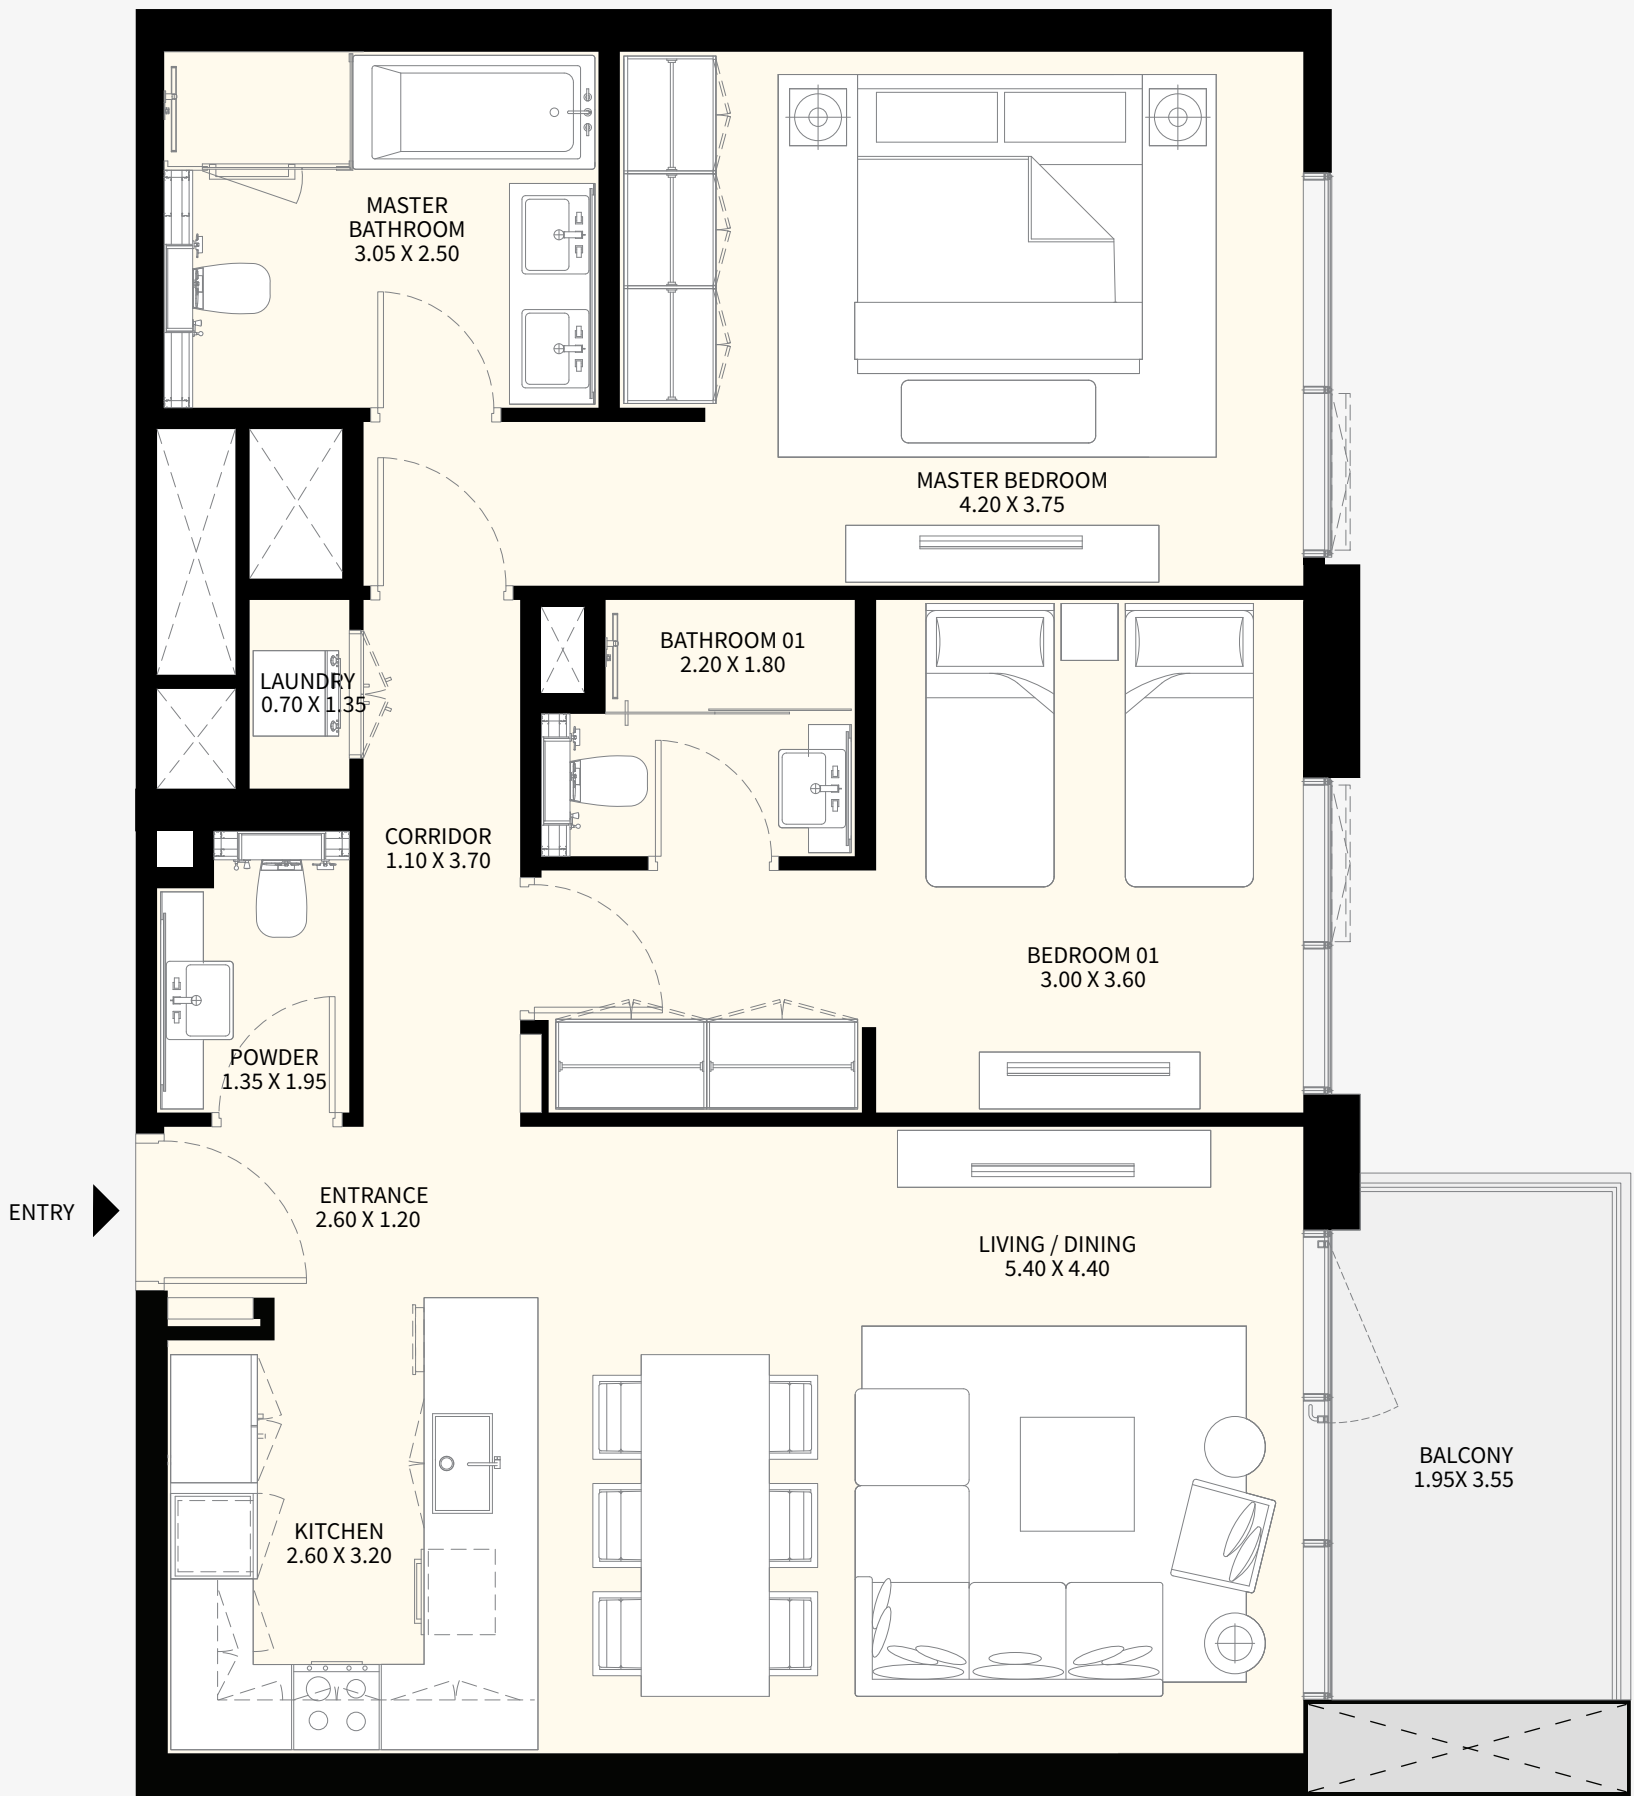 MASTER
BATHROOM
3.05 X 2.50
MASTER BEDROOM
4.20 X 3.75
BATHROOM 01
2.20 X 1.80
LAUNDRY
0.70 X 1.35
CORRIDOR
1.10 X 3.70
BEDROOM 01
3.00 X 3.60
POWDER
1.35 X 1.95
ENTRY
ENTRANCE
2.60 X 1.20
LIVING / DINING
5.40 X 4.40
BALCONY
1.95X 3.55
KITCHEN
2.60 X 3.20